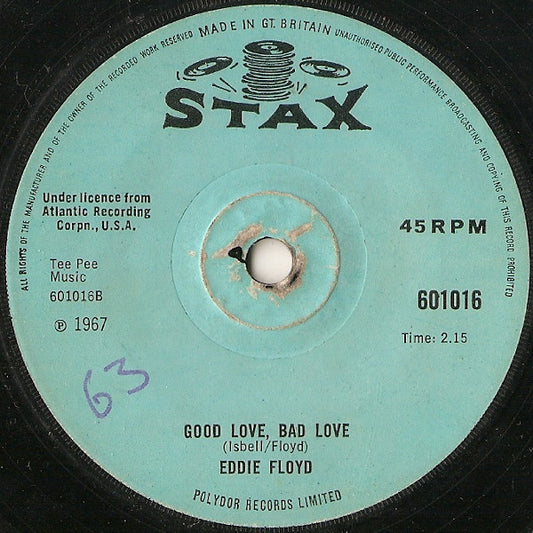 MADE IN GT. BRITAIN
ALL RIGHTS OF THE MANUFACTURER AND OF THE OWNER OF THE RECORDED WORK RESERVED
UNAUTHORISED PUBLIC PERFORMANCE BROADCASTING AND COPYING OF THIS RECORD PROHIBITED
STAX
Under licence from
Atlantic Recording
Corpn., U.S.A.
45 RPM
Tee Pee
Music
601016B
℗ 1967
601016
Time: 2.15
63
GOOD LOVE, BAD LOVE
(Isbell/Floyd)
EDDIE FLOYD
POLYDOR RECORDS LIMITED